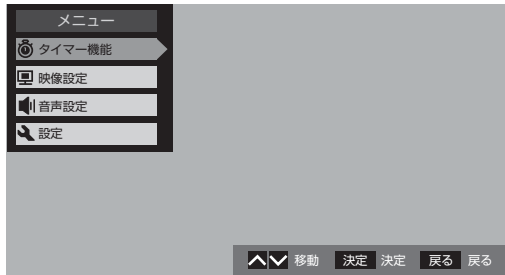 メニュー
タイマー機能
映像設定
音声設定
設定
移動 決定 決定 戻る 戻る